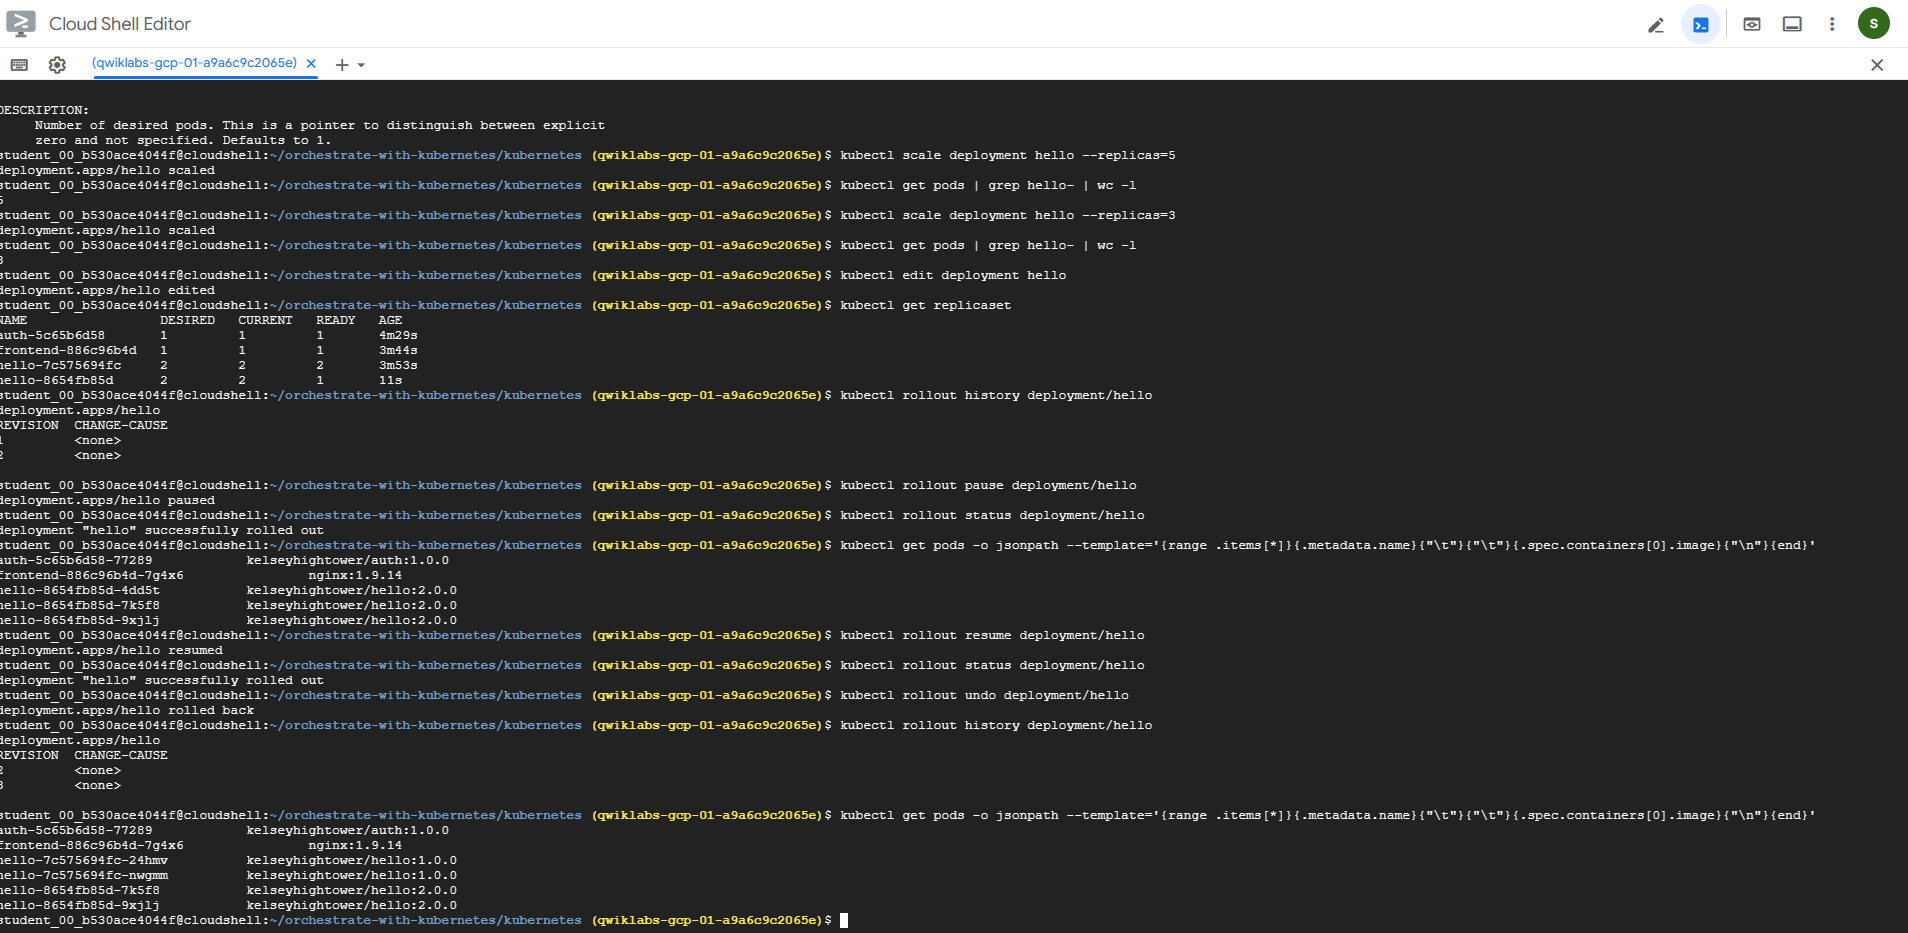 Cloud Shell Editor
S
(qwiklabs-gcp-01-a9a6c9c2065e)
DESCRIPTION:
Number of desired pods. This is a pointer to distinguish between explicit
zero and not specified. Defaults to 1.
student_00_b530ace4044f@cloudshell:~/orchestrate-with-kubernetes/kubernetes (qwiklabs-gcp-01-a9a6c9c2065e)$ kubectl scale deployment hello --replicas=5
deployment.apps/hello scaled
student_00_b530ace4044f@cloudshell:~/orchestrate-with-kubernetes/kubernetes (qwiklabs-gcp-01-a9a6c9c2065e)$ kubectl get pods | grep hello- | wc -l
5
student_00_b530ace4044f@cloudshell:~/orchestrate-with-kubernetes/kubernetes (qwiklabs-gcp-01-a9a6c9c2065e)$ kubectl scale deployment hello --replicas=3
deployment.apps/hello scaled
student_00_b530ace4044f@cloudshell:~/orchestrate-with-kubernetes/kubernetes (qwiklabs-gcp-01-a9a6c9c2065e)$ kubectl get pods | grep hello- | wc -l
3
student_00_b530ace4044f@cloudshell:~/orchestrate-with-kubernetes/kubernetes (qwiklabs-gcp-01-a9a6c9c2065e)$ kubectl edit deployment hello
deployment.apps/hello edited
student_00_b530ace4044f@cloudshell:~/orchestrate-with-kubernetes/kubernetes (qwiklabs-gcp-01-a9a6c9c2065e)$ kubectl get replicaset
NAME DESIRED CURRENT READY AGE
auth-5c65b6d58 1 1 1 4m29s
frontend-886c96b4d 1 1 1 3m44s
hello-7c575694fc 2 2 2 3m53s
hello-8654fb85d 2 2 1 11s
student_00_b530ace4044f@cloudshell:~/orchestrate-with-kubernetes/kubernetes (qwiklabs-gcp-01-a9a6c9c2065e)$ kubectl rollout history deployment/hello
deployment.apps/hello
REVISION CHANGE-CAUSE
1 <none>
2 <none>
student_00_b530ace4044f@cloudshell:~/orchestrate-with-kubernetes/kubernetes (qwiklabs-gcp-01-a9a6c9c2065e)$ kubectl rollout pause deployment/hello
deployment.apps/hello paused
student_00_b530ace4044f@cloudshell:~/orchestrate-with-kubernetes/kubernetes (qwiklabs-gcp-01-a9a6c9c2065e)$ kubectl rollout status deployment/hello
deployment "hello" successfully rolled out
student_00_b530ace4044f@cloudshell:~/orchestrate-with-kubernetes/kubernetes (qwiklabs-gcp-01-a9a6c9c2065e)$ kubectl get pods -o jsonpath --template='{range .items[*]}{.metadata.name}{"\t"}{"\t"}{.spec.containers[0].image}{"\n"}{end}'
auth-5c65b6d58-77289 kelseyhightower/auth:1.0.0
frontend-886c96b4d-7g4x6 nginx:1.9.14
hello-8654fb85d-4dd5t kelseyhightower/hello:2.0.0
hello-8654fb85d-7k5f8 kelseyhightower/hello:2.0.0
hello-8654fb85d-9xjlj kelseyhightower/hello:2.0.0
student_00_b530ace4044f@cloudshell:~/orchestrate-with-kubernetes/kubernetes (qwiklabs-gcp-01-a9a6c9c2065e)$ kubectl rollout resume deployment/hello
deployment.apps/hello resumed
student_00_b530ace4044f@cloudshell:~/orchestrate-with-kubernetes/kubernetes (qwiklabs-gcp-01-a9a6c9c2065e)$ kubectl rollout status deployment/hello
deployment "hello" successfully rolled out
student_00_b530ace4044f@cloudshell:~/orchestrate-with-kubernetes/kubernetes (qwiklabs-gcp-01-a9a6c9c2065e)$ kubectl rollout undo deployment/hello
deployment.apps/hello rolled back
student_00_b530ace4044f@cloudshell:~/orchestrate-with-kubernetes/kubernetes (qwiklabs-gcp-01-a9a6c9c2065e)$ kubectl rollout history deployment/hello
deployment.apps/hello
REVISION CHANGE-CAUSE
2 <none>
3 <none>
student_00_b530ace4044f@cloudshell:~/orchestrate-with-kubernetes/kubernetes (qwiklabs-gcp-01-a9a6c9c2065e)$ kubectl get pods -o jsonpath --template='{range .items[*]}{.metadata.name}{"\t"}{"\t"}{.spec.containers[0].image}{"\n"}{end}'
auth-5c65b6d58-77289 kelseyhightower/auth:1.0.0
frontend-886c96b4d-7g4x6 nginx:1.9.14
hello-7c575694fc-24hmv kelseyhightower/hello:1.0.0
hello-7c575694fc-nwgmm kelseyhightower/hello:1.0.0
hello-8654fb85d-7k5f8 kelseyhightower/hello:2.0.0
hello-8654fb85d-9xjlj kelseyhightower/hello:2.0.0
student_00_b530ace4044f@cloudshell:~/orchestrate-with-kubernetes/kubernetes (qwiklabs-gcp-01-a9a6c9c2065e)$